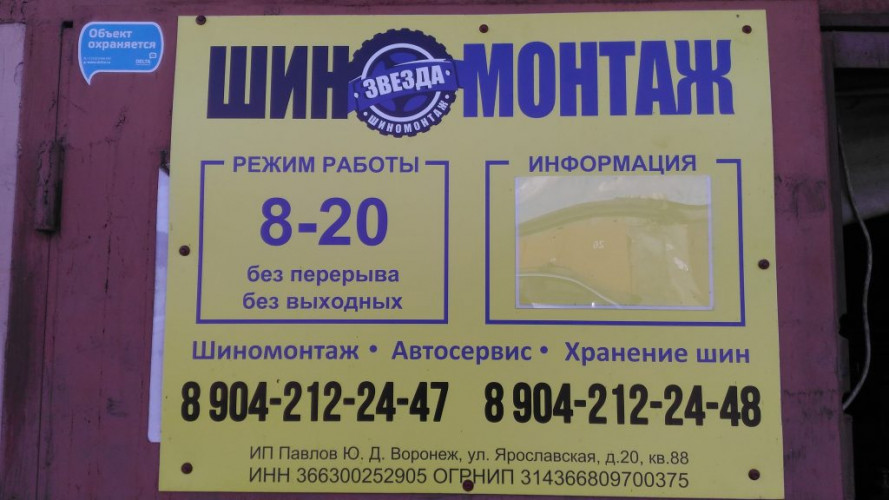 Объект
охраняется
ШИН МОНТАЖ
ЗВЕЗДА
ШИНОМОНТАЖ
РЕЖИМ РАБОТЫ
8-20
без перерыва
без выходных
ИНФОРМАЦИЯ
Шиномонтаж • Автосервис • Хранение шин
8 904-212-24-47 8 904-212-24-48
ИП Павлов Ю. Д. Воронеж, ул. Ярославская, д.20, кв.88
ИНН 366300252905 ОГРНИП 314366809700375